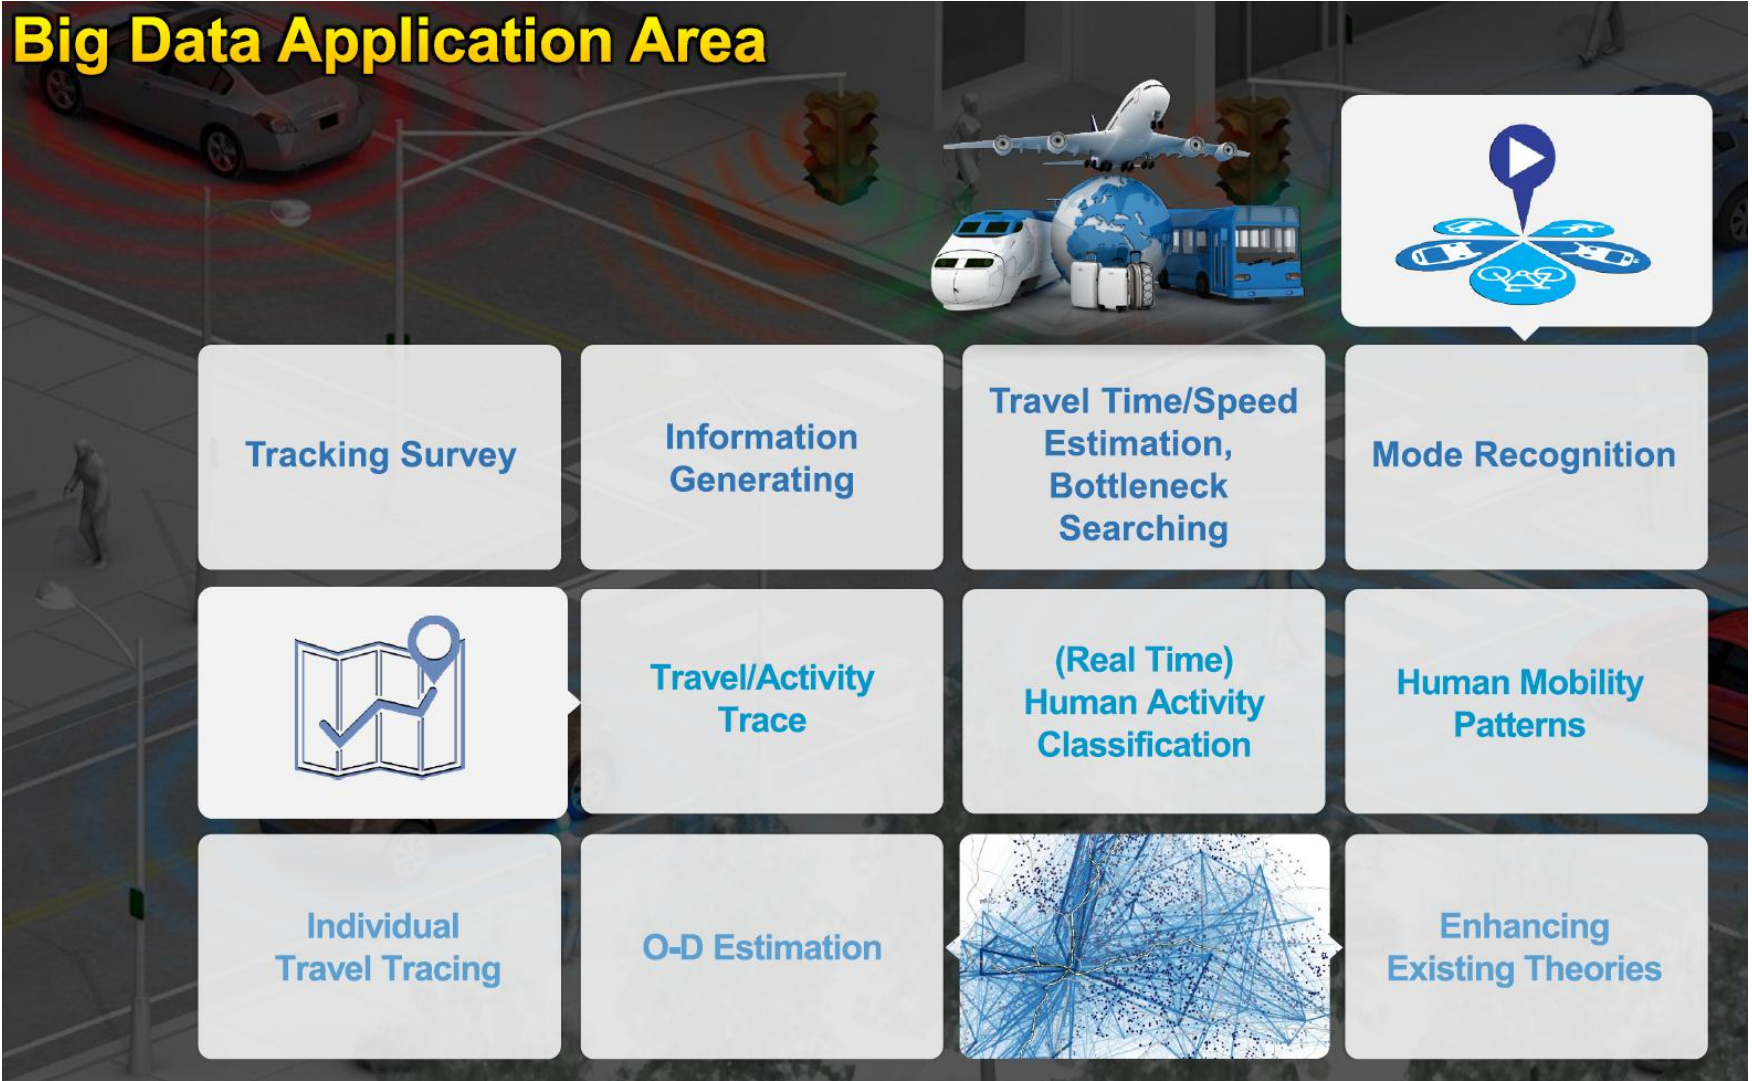 Big Data Application Area
Tracking Survey
Information
Generating
Travel Time/Speed
Estimation,
Bottleneck
Searching
Mode Recognition
Travel/Activity
Trace
(Real Time)
Human Activity
Classification
Human Mobility
Patterns
Individual
Travel Tracing
O-D Estimation
Enhancing
Existing Theories